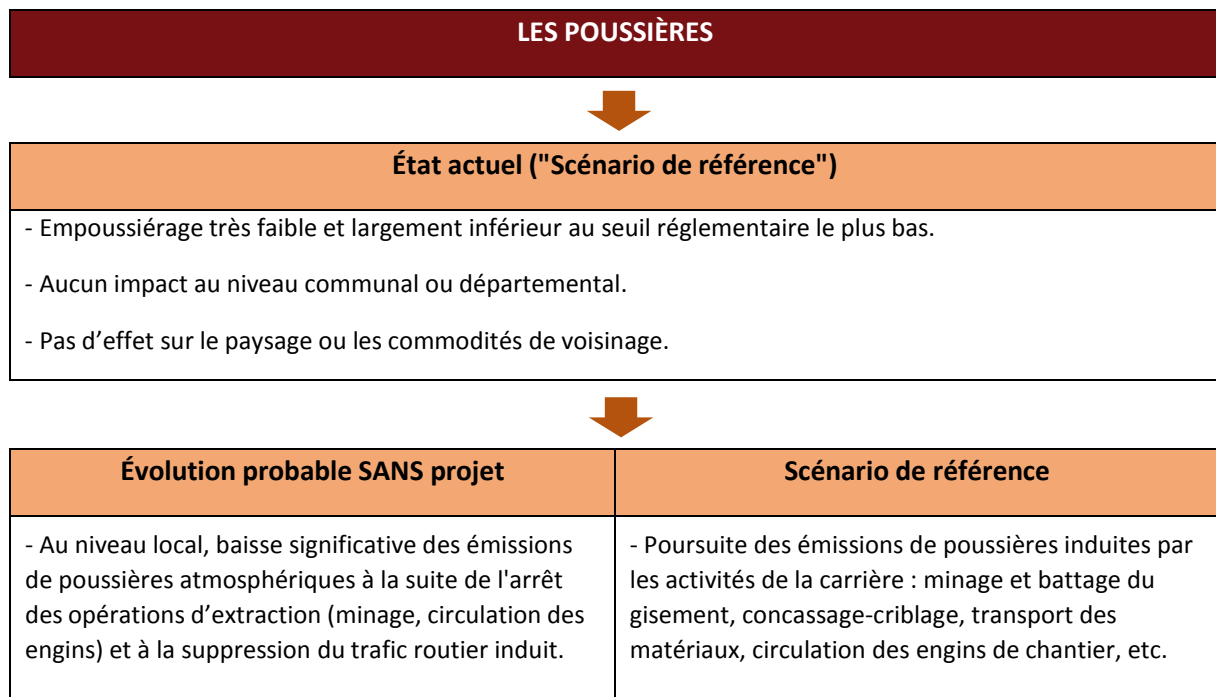 LES POUSSIÈRES
État actuel ("Scénario de référence")
- Empoussiérage très faible et largement inférieur au seuil réglementaire le plus bas.
- Aucun impact au niveau communal ou départemental.
- Pas d’effet sur le paysage ou les commodités de voisinage.
Évolution probable SANS projet
- Au niveau local, baisse significative des émissions
de poussières atmosphériques à la suite de l'arrêt
des opérations d’extraction (minage, circulation des
engins) et à la suppression du trafic routier induit.
Scénario de référence
- Poursuite des émissions de poussières induites par
les activités de la carrière : minage et battage du
gisement, concassage-criblage, transport des
matériaux, circulation des engins de chantier, etc.